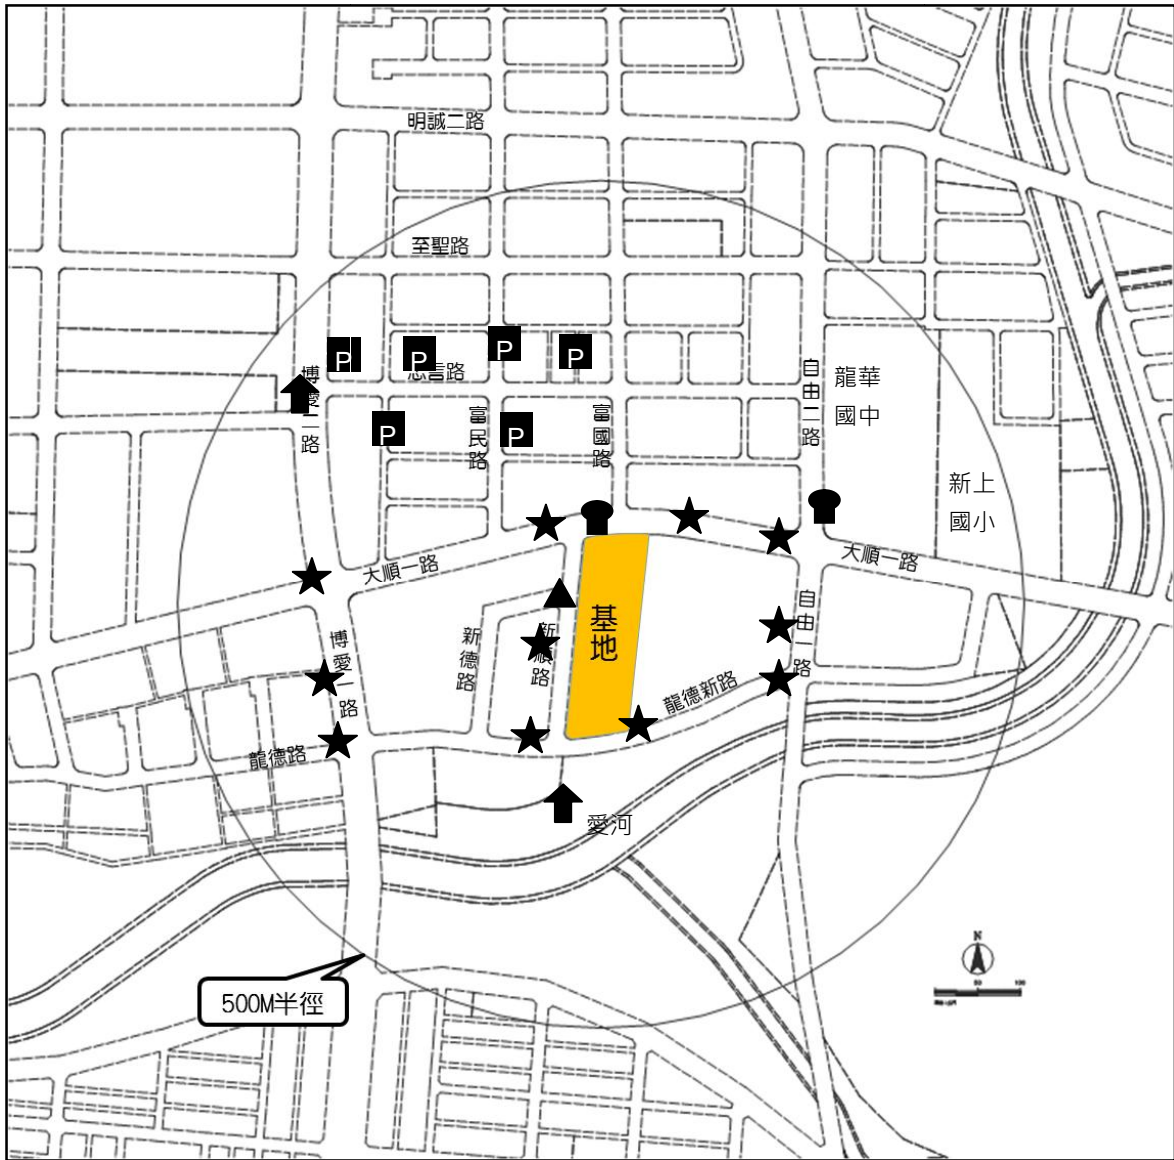 明誠二路
至聖路
P
P
P
P
言路
博愛二路
自由二路
龍華
國中
P
P
富民路
富國路
新上
國小
大順一路
大順一路
基地
自由一路
新德路
新順路
博愛一路
龍德新路
龍德路
愛河
N
500M半徑